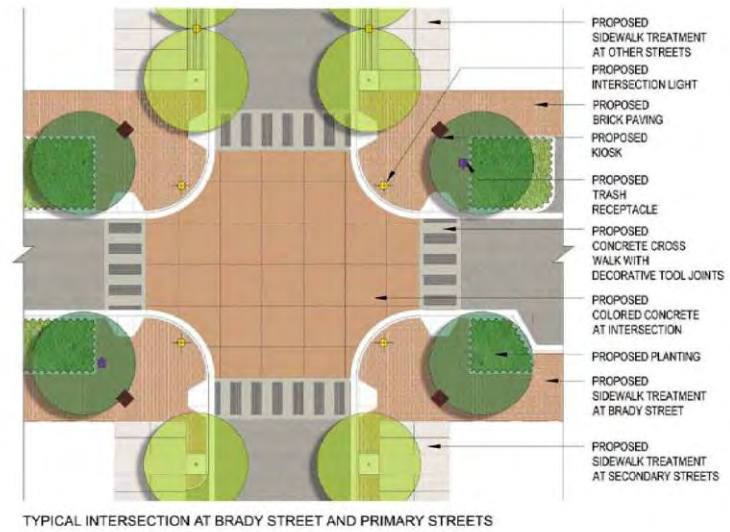 PROPOSED
SIDEWALK TREATMENT
AT OTHER STREETS
PROPOSED
INTERSECTION LIGHT
PROPOSED
BRICK PAVING
PROPOSED
KIOSK
PROPOSED
TRASH
RECEPTACLE
PROPOSED
CONCRETE CROSS
WALK WITH
DECORATIVE TOOL JOINTS
PROPOSED
COLORED CONCRETE
AT INTERSECTION
PROPOSED PLANTING
PROPOSED
SIDEWALK TREATMENT
AT BRADY STREET
PROPOSED
SIDEWALK TREATMENT
AT SECONDARY STREETS
TYPICAL INTERSECTION AT BRADY STREET AND PRIMARY STREETS